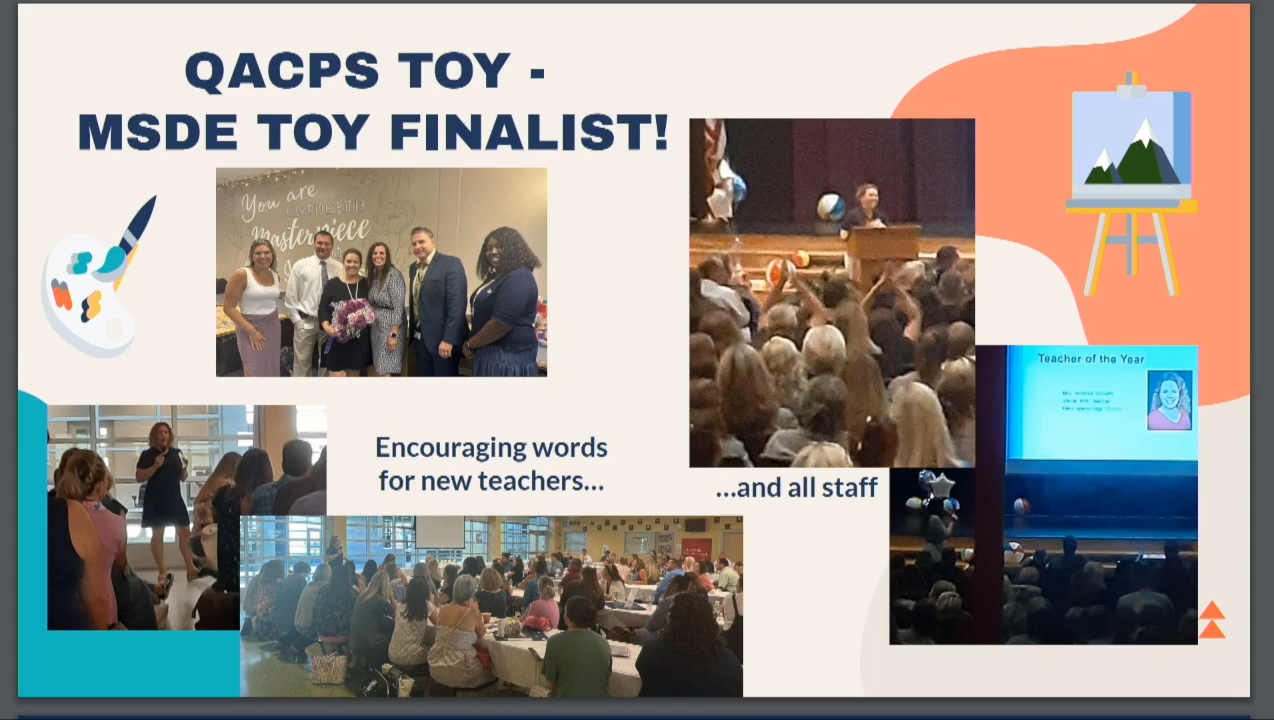 QACPS TOY -
MSDE TOY FINALIST!
You are
Masterpiece
Encouraging words
for new teachers...
...and all staff
Teacher of the Year